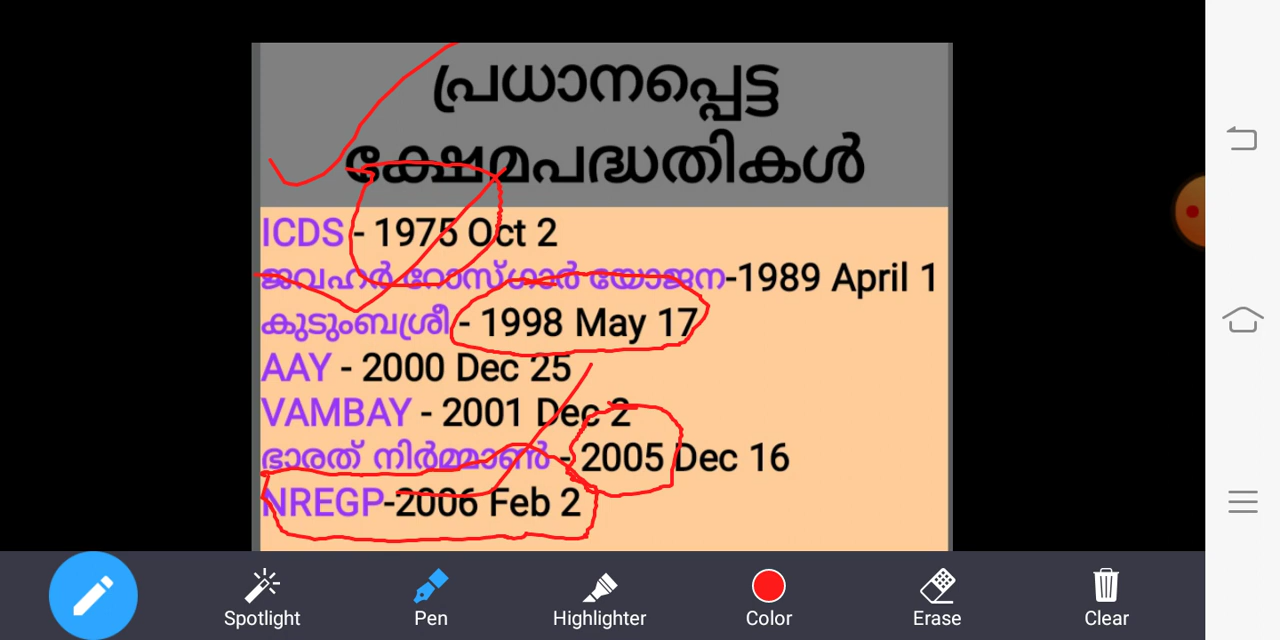 പ്രധാനപ്പെട്ട
ക്ഷേമപദ്ധതികൾ
ICDS - 1975 Oct 2
ജവഹർ റോസ്ഗാർ യോജന-1989 April 1
കുടുംബശ്രീ - 1998 May 17
AAY - 2000 Dec 25
VAMBAY - 2001 Dec 2
ഭാരത് നിർമ്മാൺ - 2005 Dec 16
NREGP-2006 Feb 2
Spotlight Pen Highlighter Color Erase Clear